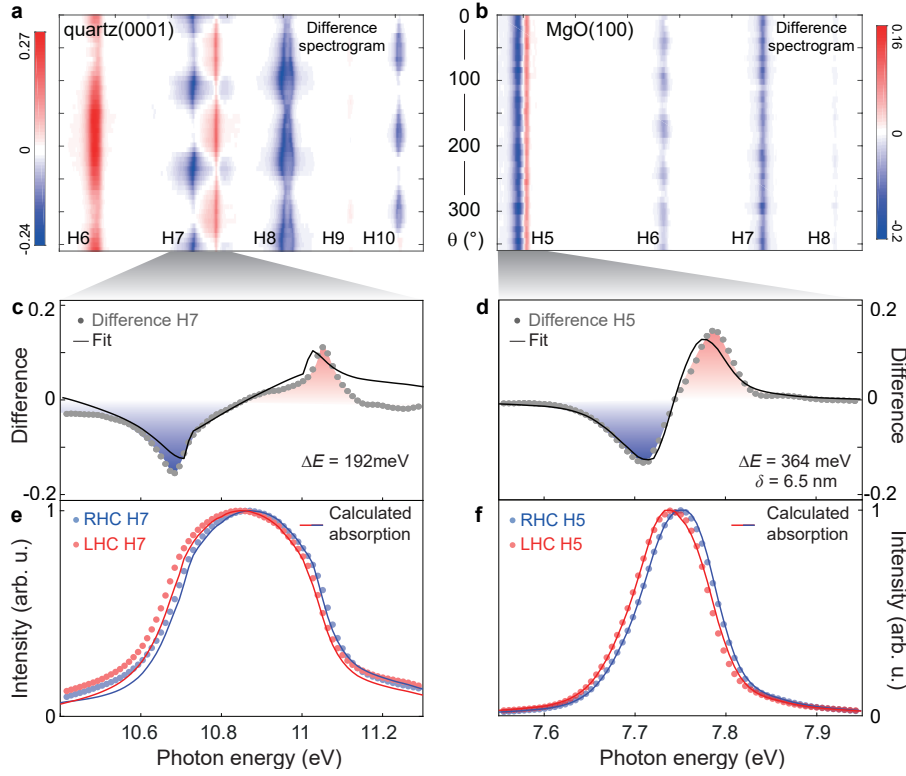 a
quartz(0001)
Difference
spectrogram
0.27
0
-0.24
H6
H7
H8
H9
H10
b
MgO(100)
Difference
spectrogram
0
100
200
300
θ (°)
0.16
0
-0.2
H5
H6
H7
H8
c
0.2
0
-0.2
Difference
Difference H7
Fit
ΔE = 192meV
d
0.2
0
-0.2
Difference
Difference H5
Fit
ΔE = 364 meV
δ = 6.5 nm
e
1
0
Intensity (arb. u.)
RHC H7
LHC H7
Calculated
absorption
10.6
10.8
11
11.2
Photon energy (eV)
f
1
0
Intensity (arb. u.)
RHC H5
LHC H5
Calculated
absorption
7.6
7.7
7.8
7.9
Photon energy (eV)